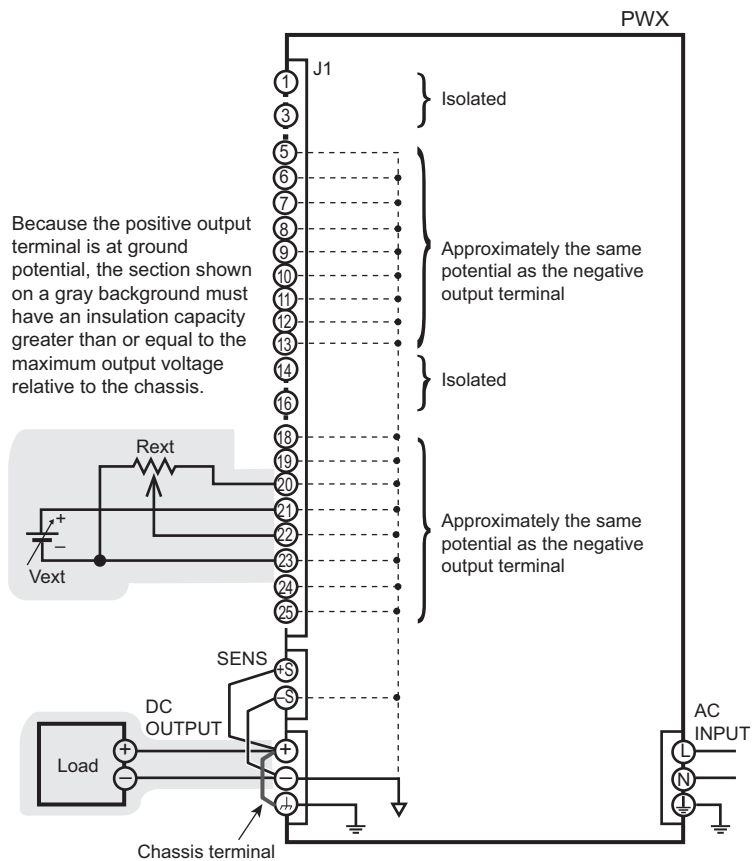 PWX
J1
1
Isolated
3
5
6
7
8
9
10
11
12
13
Because the positive output
terminal is at ground
potential, the section shown
on a gray background must
have an insulation capacity
greater than or equal to the
maximum output voltage
relative to the chassis.
Approximately the same
potential as the negative
output terminal
14
Isolated
16
18
19
20
21
22
23
24
25
Rext
+
–
Vext
Approximately the same
potential as the negative
output terminal
SENS
+S
–S
DC
OUTPUT
AC
INPUT
Load
+
–
+
–
L
N
Chassis terminal